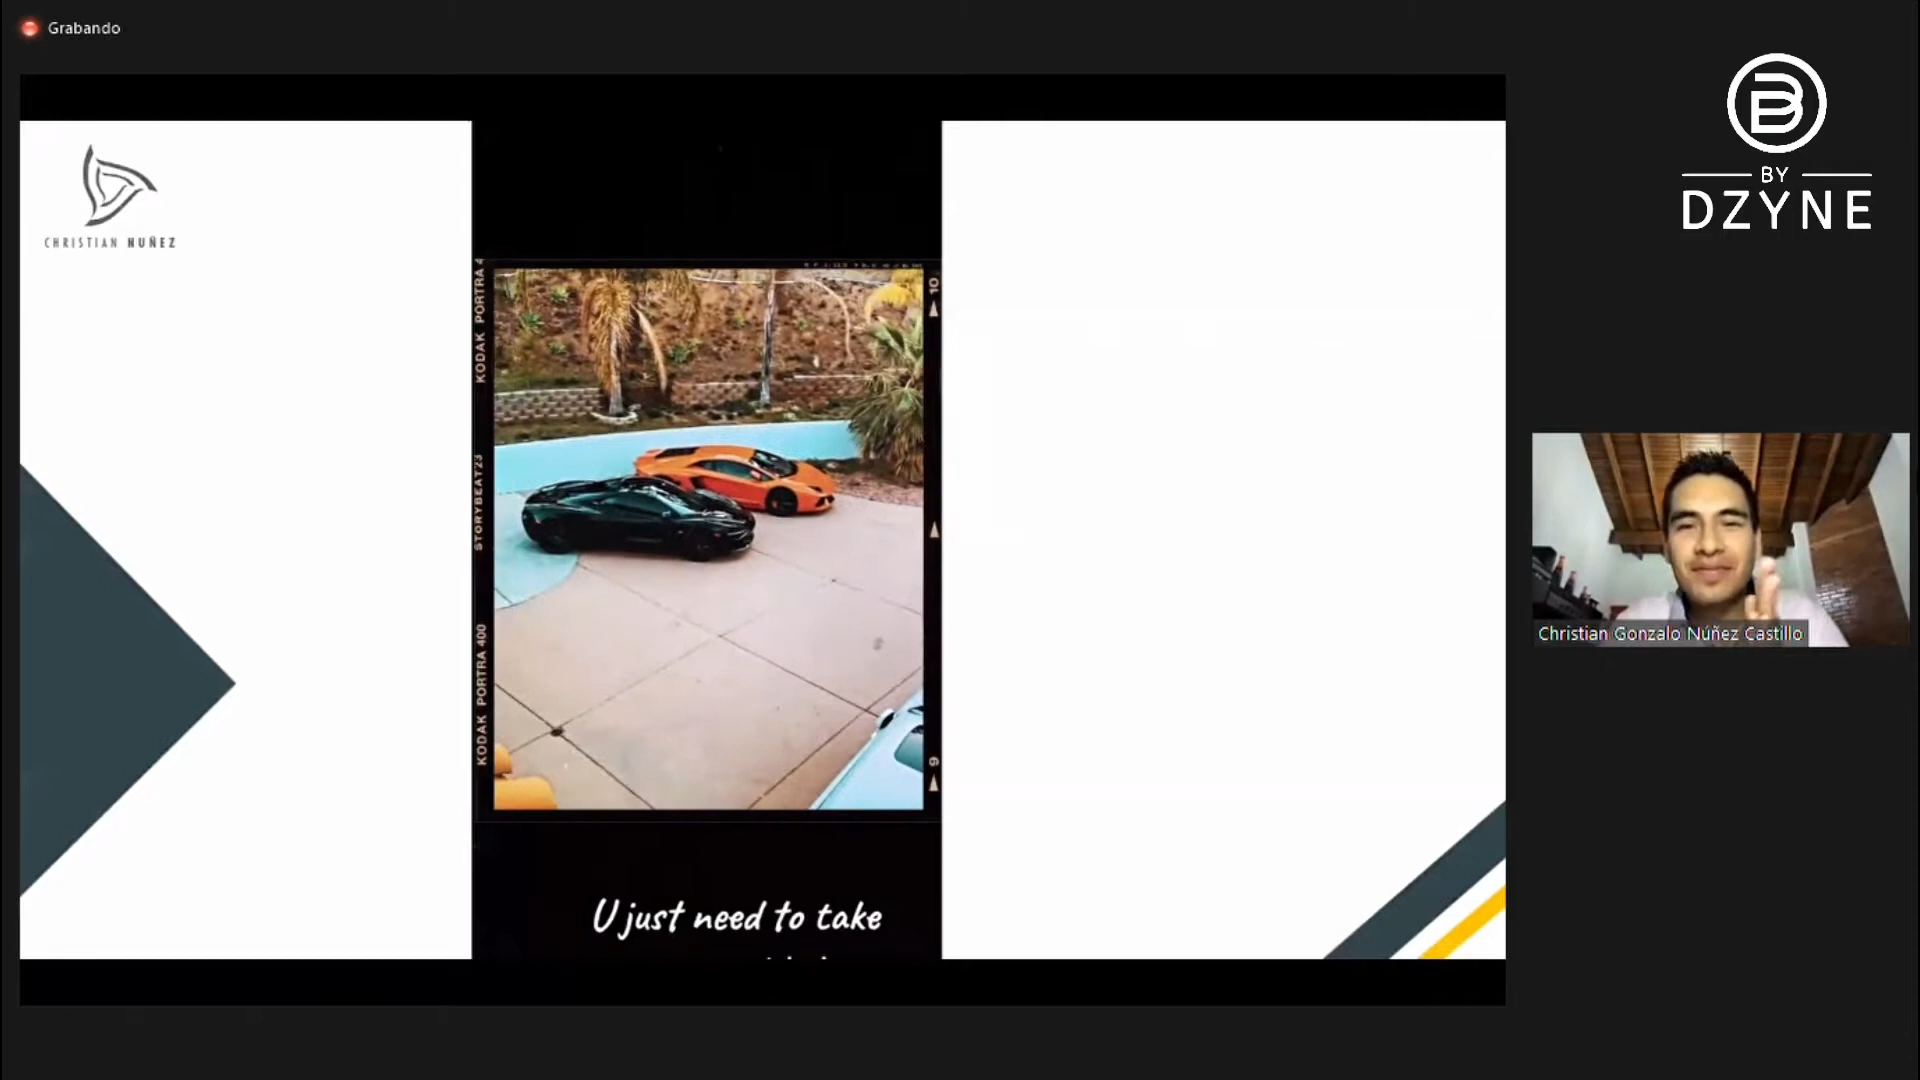 Grabando
B
BY
DZYNE
CHRISTIAN NUÑEZ
KODAK PORTRA 4
10
STORYBEAT23
KODAK PORTRA 400
9
U just need to take
Christian Gonzalo Núñez Castillo